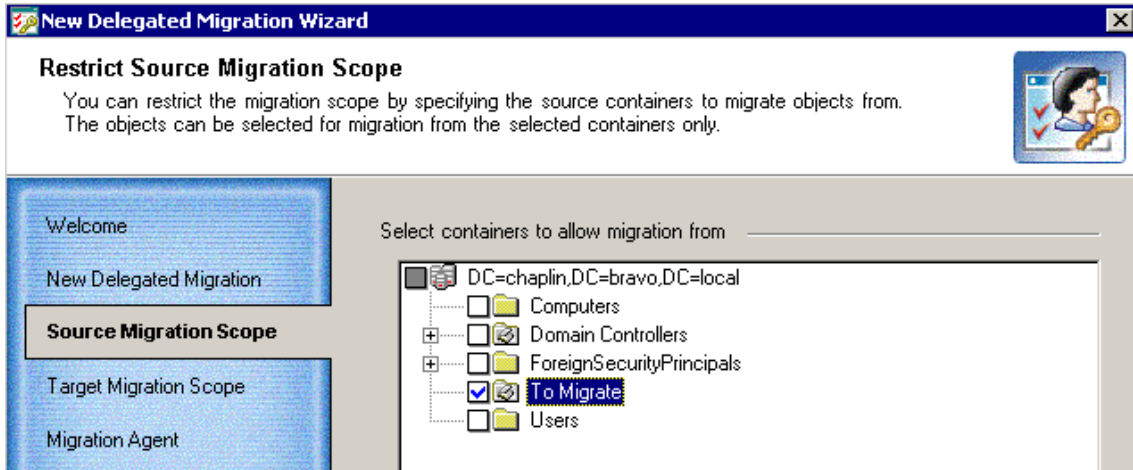 New Delegated Migration Wizard
Restrict Source Migration Scope
You can restrict the migration scope by specifying the source containers to migrate objects from.
The objects can be selected for migration from the selected containers only.
Welcome
New Delegated Migration
Source Migration Scope
Target Migration Scope
Migration Agent
Select containers to allow migration from
DC=chaplin,DC=bravo,DC=local
Computers
Domain Controllers
ForeignSecurityPrincipals
To Migrate
Users